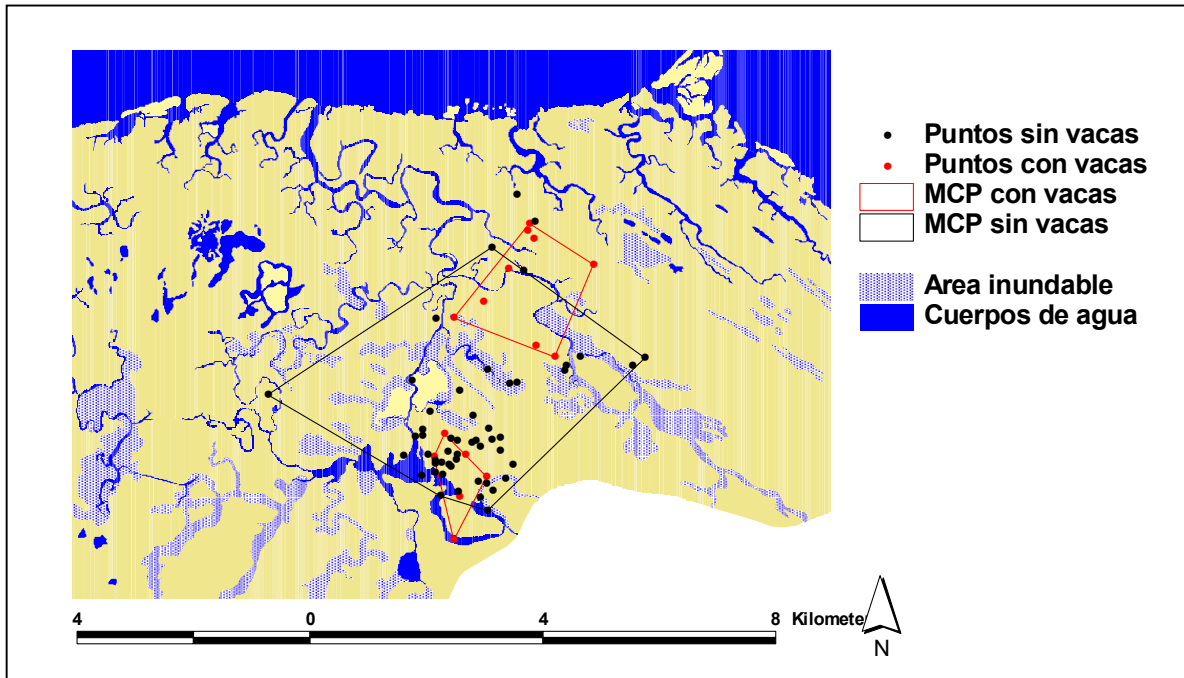 Puntos sin vacas
Puntos con vacas
MCP con vacas
MCP sin vacas
Area inundable
Cuerpos de agua
4 0 4 8 Kilomete
N